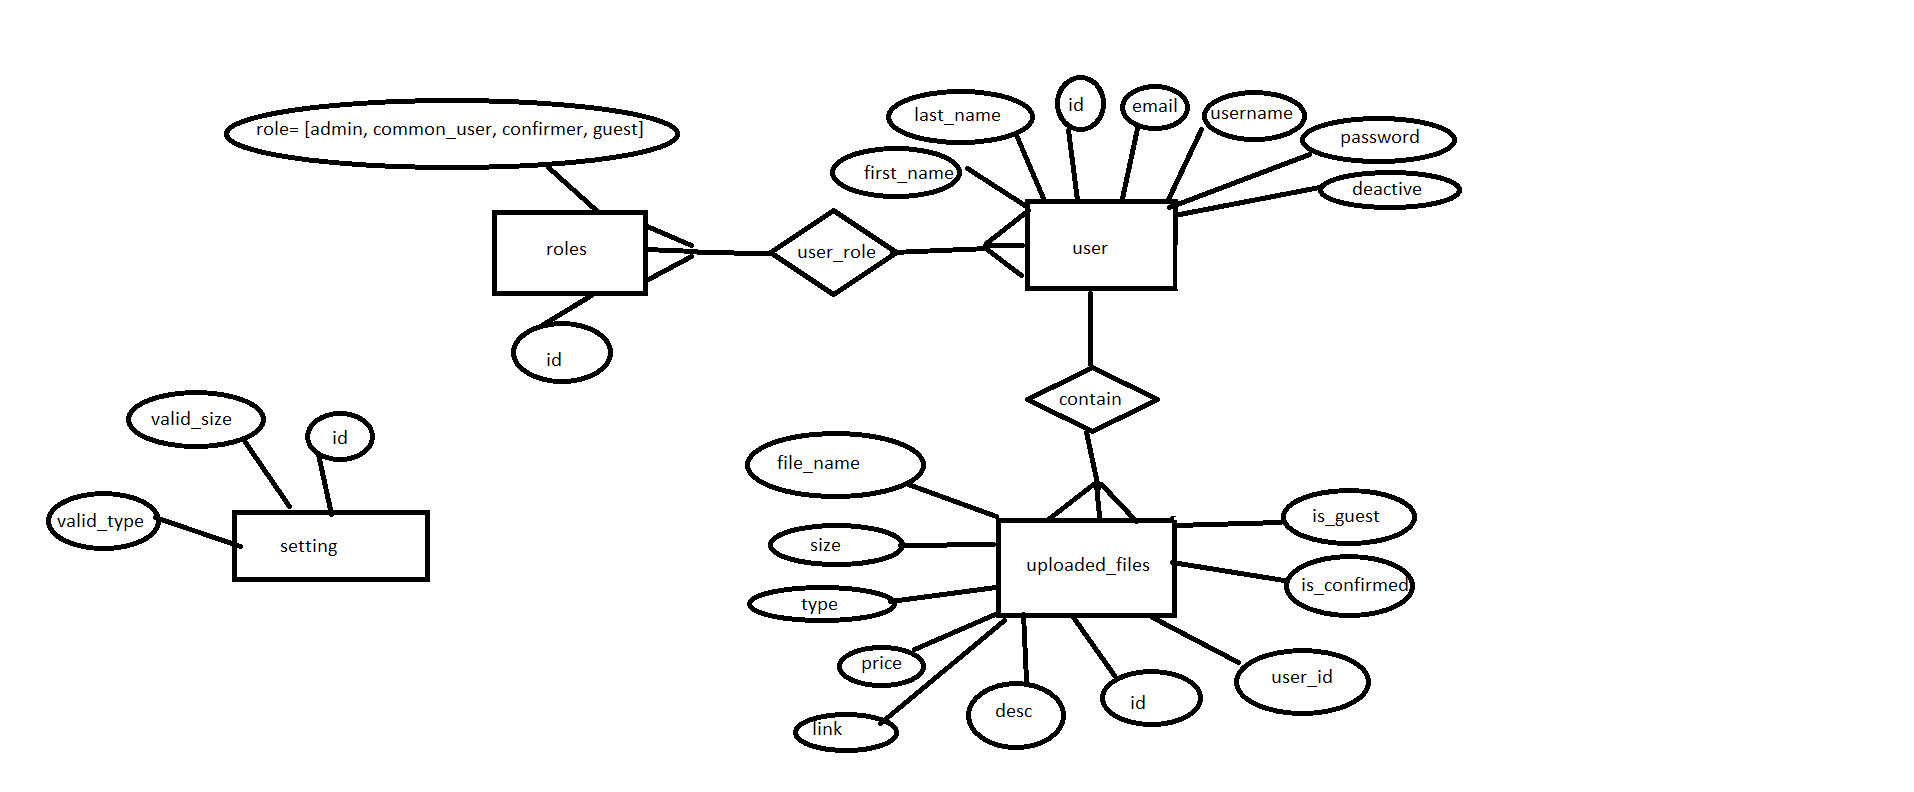 role= [admin, common_user, confirmer, guest]
roles
id
user_role
last_name
first_name
id
email
username
password
deactive
user
contain
valid_size
id
valid_type
setting
file_name
size
type
price
link
desc
id
user_id
is_guest
is_confirmed
uploaded_files